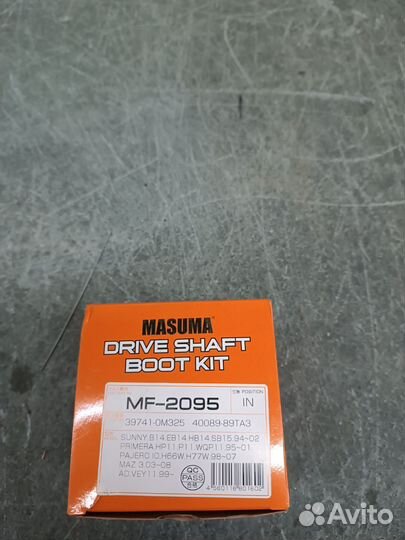 MASUMA
DRIVE SHAFT
BOOT KIT
POSITION
MF-2095
IN
39741-0M325 40089-89TA3
SUNNY.B14.EB14.HB14.SB15.94~02
PRIMERA.HP11.P11.WQP11.95~01
PAJERO IO.H66W.H77W.98~07
MAZ 3.03~08
AD.VEY11.99~
QC
PASS
合格
Avito